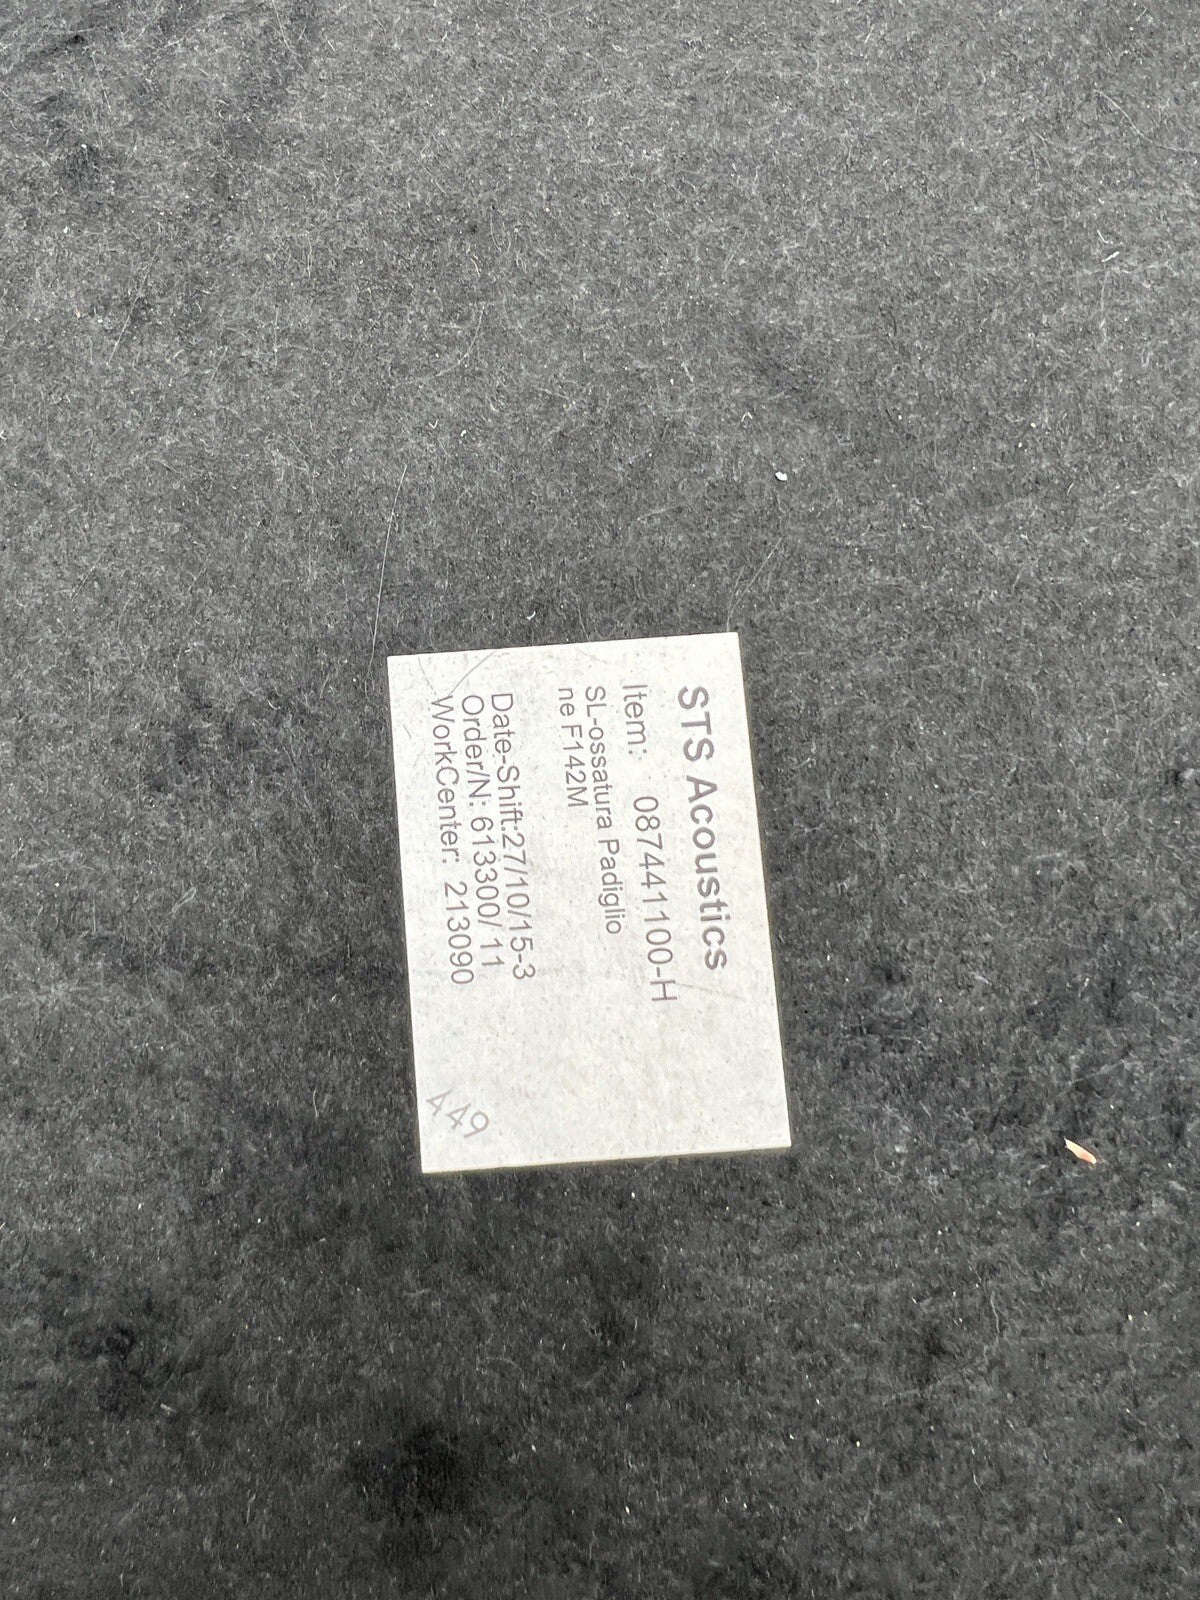 STS Acoustics
Item: 087441100-H
SL-ossatura Padiglio
ne F142M
Date-Shift:27/10/15-3
Order/N: 613300/ 11
WorkCenter: 213090
449